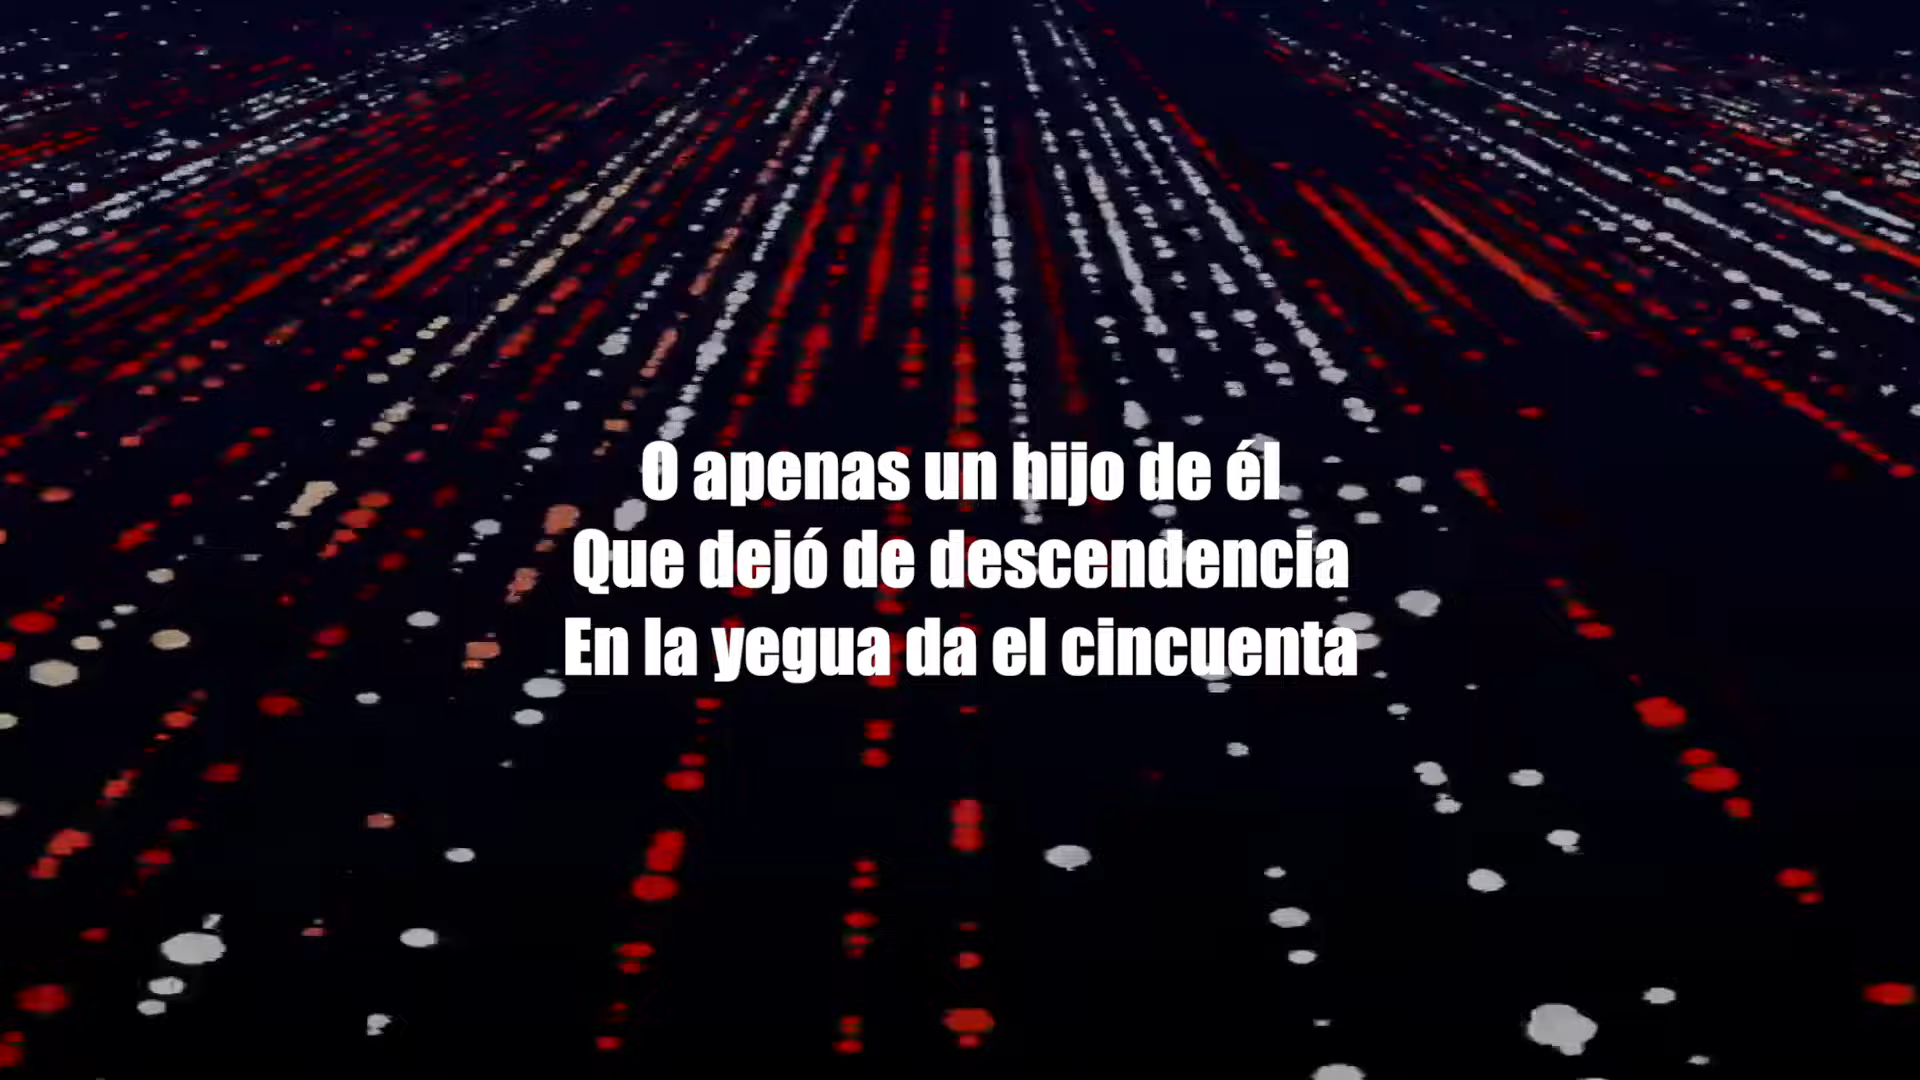 O apenas un hijo de él
Que dejó de descendencia
En la yegua da el cincuenta